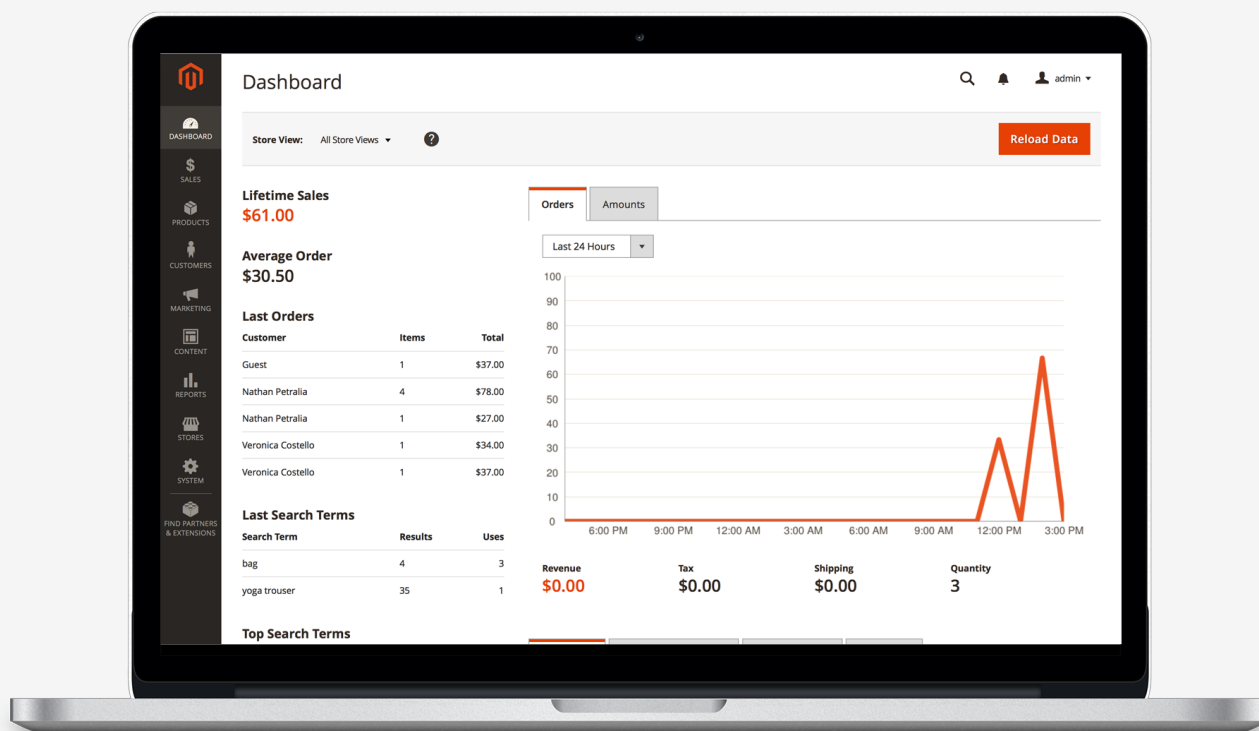 Dashboard
admin
DASHBOARD
SALES
PRODUCTS
CUSTOMERS
MARKETING
CONTENT
REPORTS
STORES
SYSTEM
FIND PARTNERS
& EXTENSIONS
Store View: All Store Views ?
Reload Data
Lifetime Sales
$61.00
Average Order
$30.50
Last Orders
Customer Items Total
Guest 1 $37.00
Nathan Petralia 4 $78.00
Nathan Petralia 1 $27.00
Veronica Costello 1 $34.00
Veronica Costello 1 $37.00
Last Search Terms
Search Term Results Uses
bag 4 3
yoga trouser 35 1
Top Search Terms
Orders Amounts
Last 24 Hours
100
90
80
70
60
50
40
30
20
10
0
6:00 PM 9:00 PM 12:00 AM 3:00 AM 6:00 AM 9:00 AM 12:00 PM 3:00 PM
Revenue Tax Shipping Quantity
$0.00 $0.00 $0.00 3